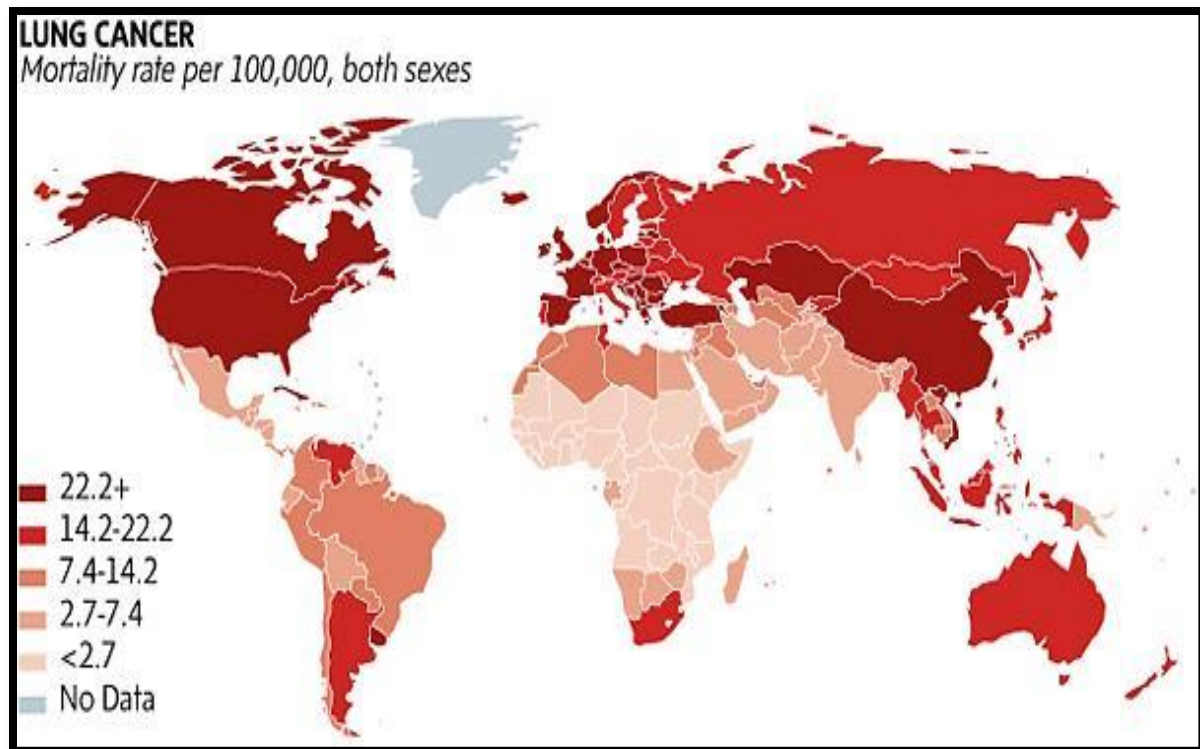 LUNG CANCER
Mortality rate per 100,000, both sexes
22.2+
14.2-22.2
7.4-14.2
2.7-7.4
<2.7
No Data